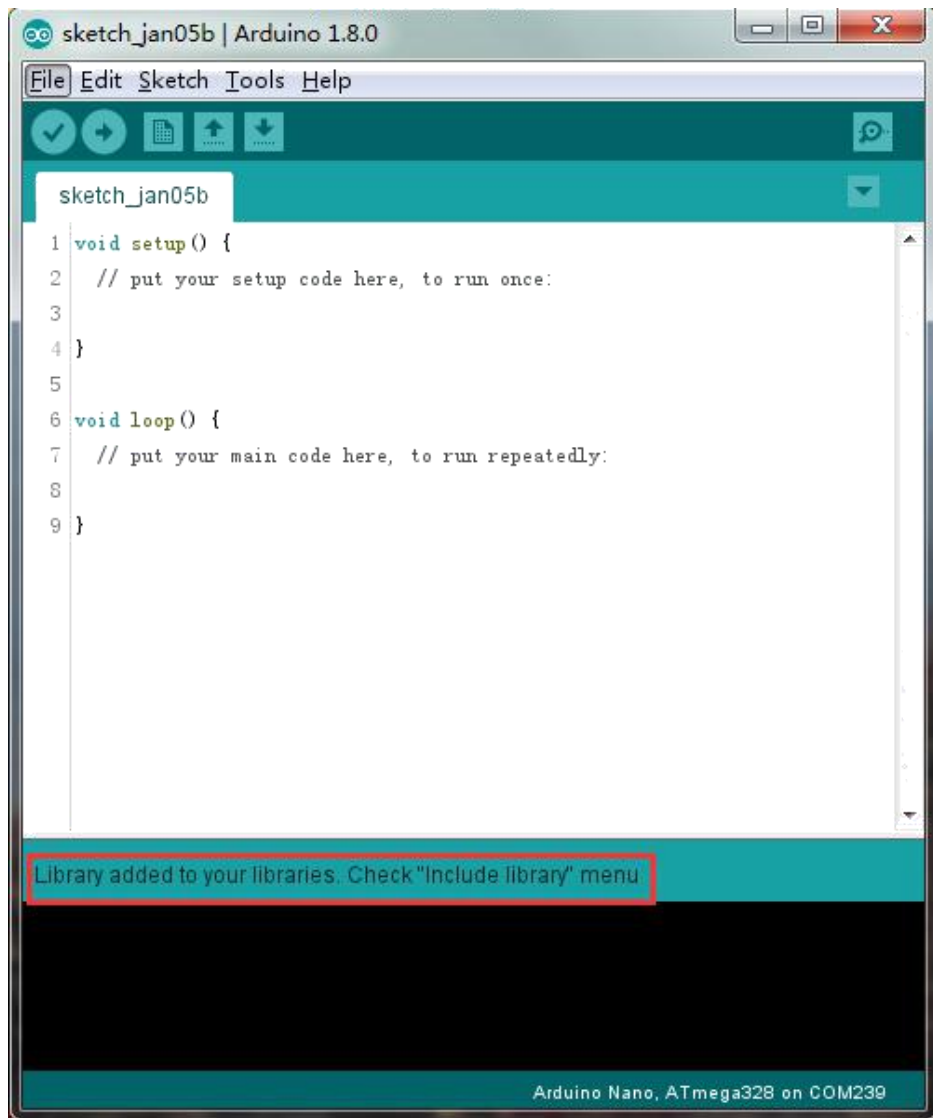 sketch_jan05b | Arduino 1.8.0
File Edit Sketch Tools Help
sketch_jan05b
1 void setup() {
2   // put your setup code here, to run once:
3
4 }
5
6 void loop() {
7   // put your main code here, to run repeatedly:
8
9 }
Library added to your libraries. Check "Include library" menu
Arduino Nano, ATmega328 on COM239